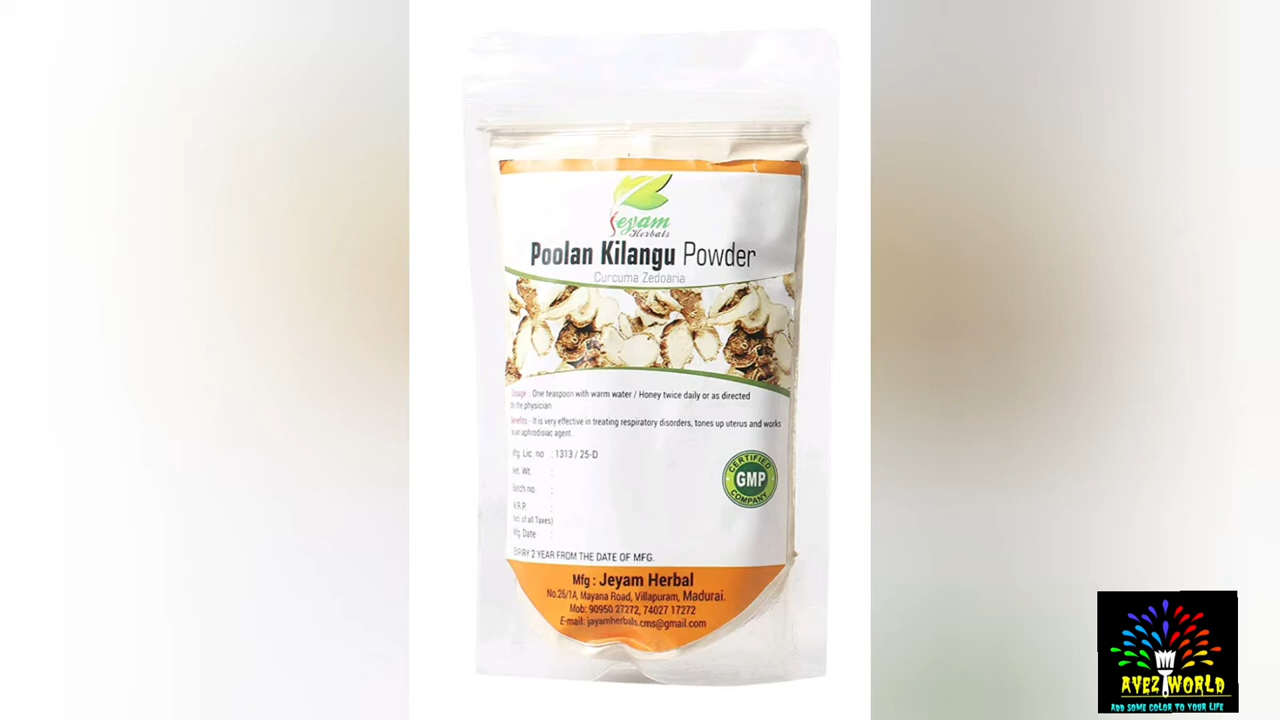 Jeyam
Herbals
Poolan Kilangu Powder
Curcuma Zedoaria
Dosage : One teaspoon with warm water / Honey twice daily or as directed
by the physician
Benefits - It is very effective in treating respiratory disorders, tones up uterus and works
is an aphrodisiac agent.
Mfg. Lic. no : 1313 / 25-D
Net. Wt. :
Batch no. :
M.R.P. :
(Incl. of all Taxes)
Mfg. Date :
EXPIRY 2 YEAR FROM THE DATE OF MFG.
CERTIFIED
GMP
COMPANY
Mfg : Jeyam Herbal
No.26/1A, Mayana Road, Villapuram, Madurai.
Mob: 90950 27272, 74027 17272
E-mail: jayamherbals.cms@gmail.com
AVEZ WORLD
ADD SOME COLOR TO YOUR LIFE